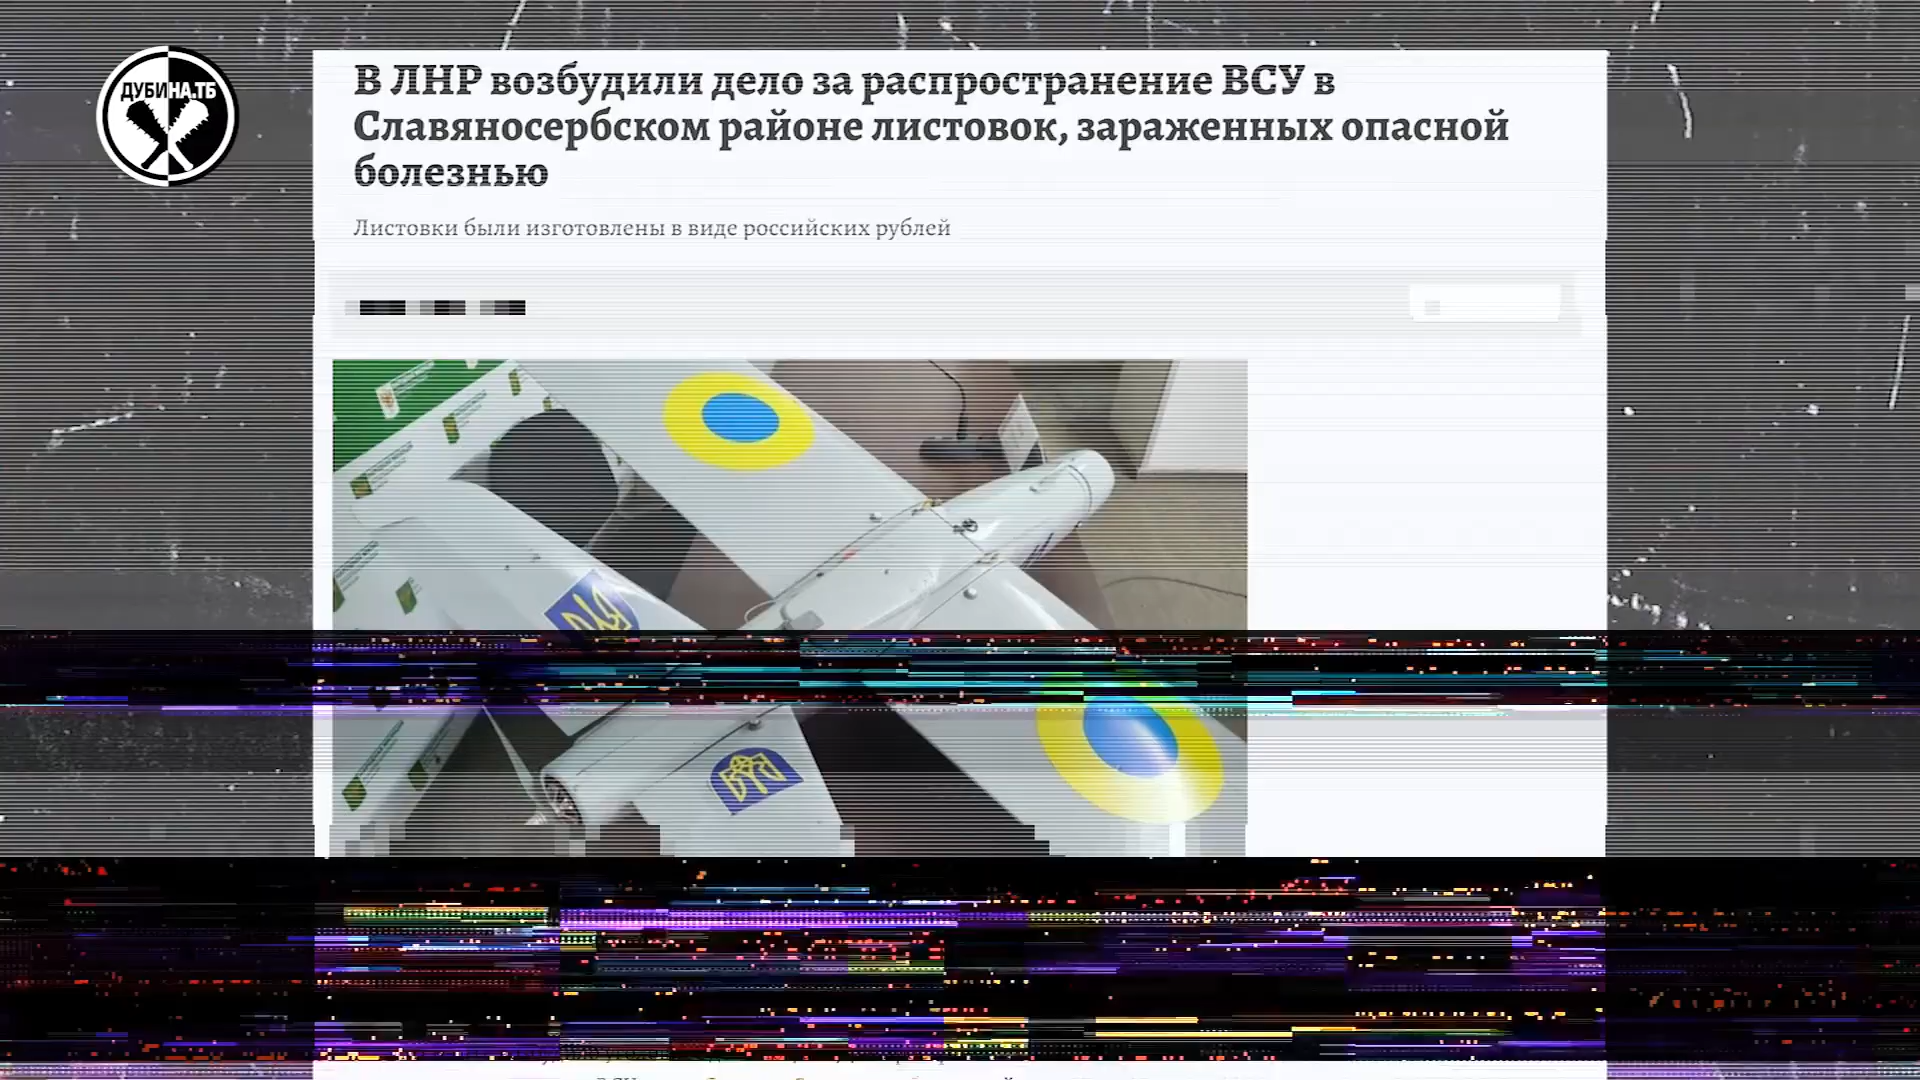 ДУБИНА.ТБ
В ЛНР возбудили дело за распространение ВСУ в
Славяносербском районе листовок, зараженных опасной
болезнью
Листовки были изготовлены в виде российских рублей